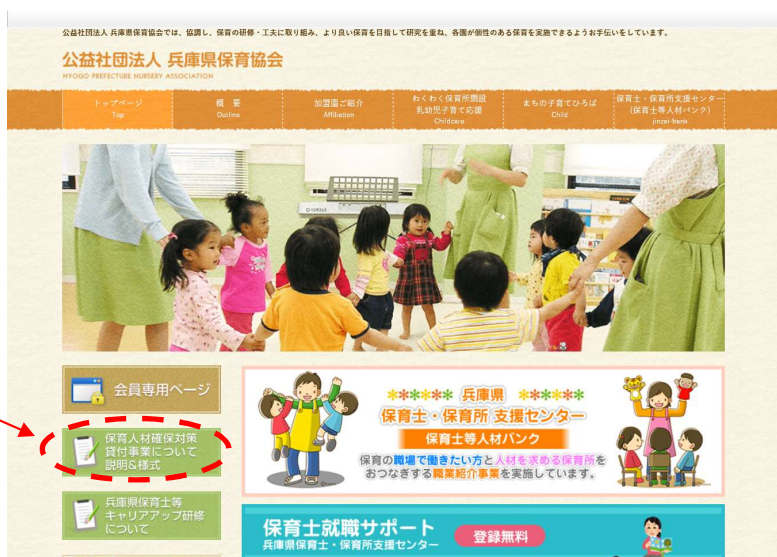 公益社団法人 兵庫県保育協会では、協調し、保育の研修・工夫に取り組み、より良い保育を目指して研究を重ね、各園が個性のある保育を実施できるようお手伝いをしています。
公益社団法人 兵庫県保育協会
HYOGO PREFECTURE NURSERY ASSOCIATION
トップページ
Top
概 要
Outline
加盟園ご紹介
Affiliation
わくわく保育所開設
乳幼児子育て応援
Childcare
まちの子育てひろば
Child
保育士・保育所支援センター
(保育士等人材バンク)
jinzai-bank
会員専用ページ
保育人材確保対策
貸付事業について
説明&様式
兵庫県保育士等
キャリアアップ研修
について
****** 兵庫県 ******
保育士・保育所 支援センター
保育士等人材バンク
保育の職場で働きたい方と人材を求める保育所を
おつなぎする職業紹介事業を実施しています。
保育士就職サポート
兵庫県保育士・保育所支援センター
登録無料